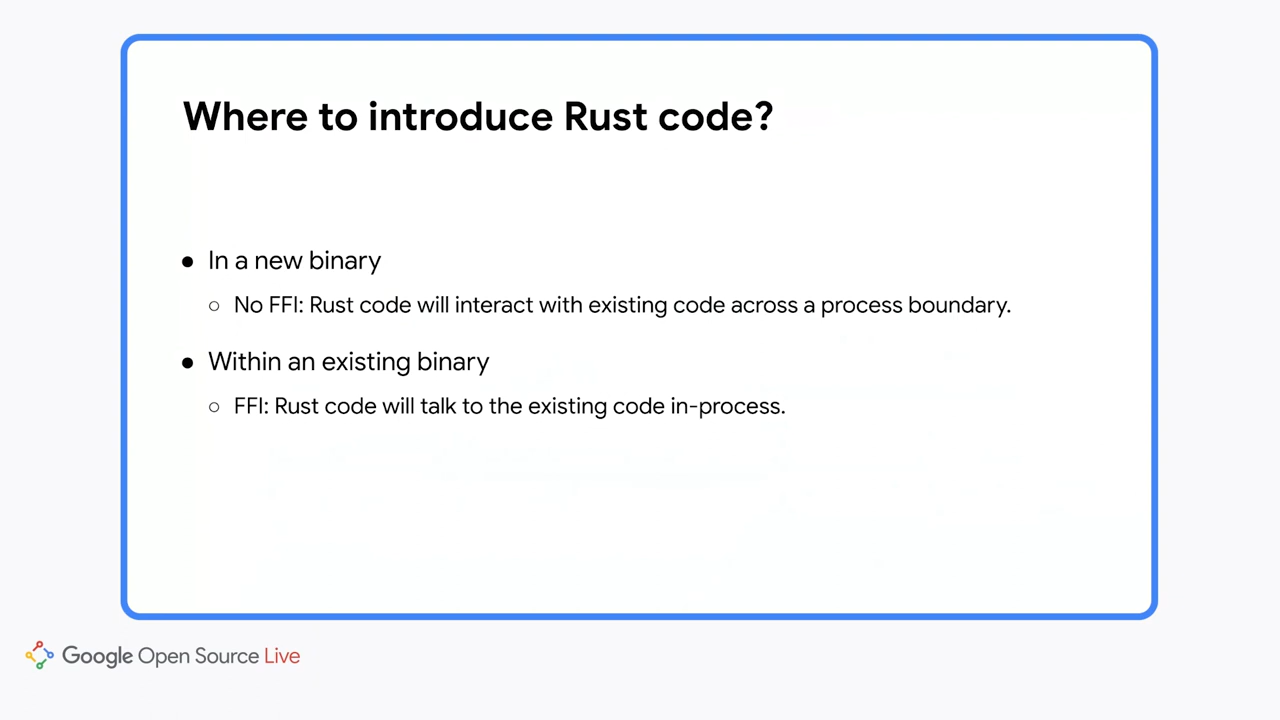 Where to introduce Rust code?
● In a new binary
○ No FFI: Rust code will interact with existing code across a process boundary.
● Within an existing binary
○ FFI: Rust code will talk to the existing code in-process.
Google Open Source Live